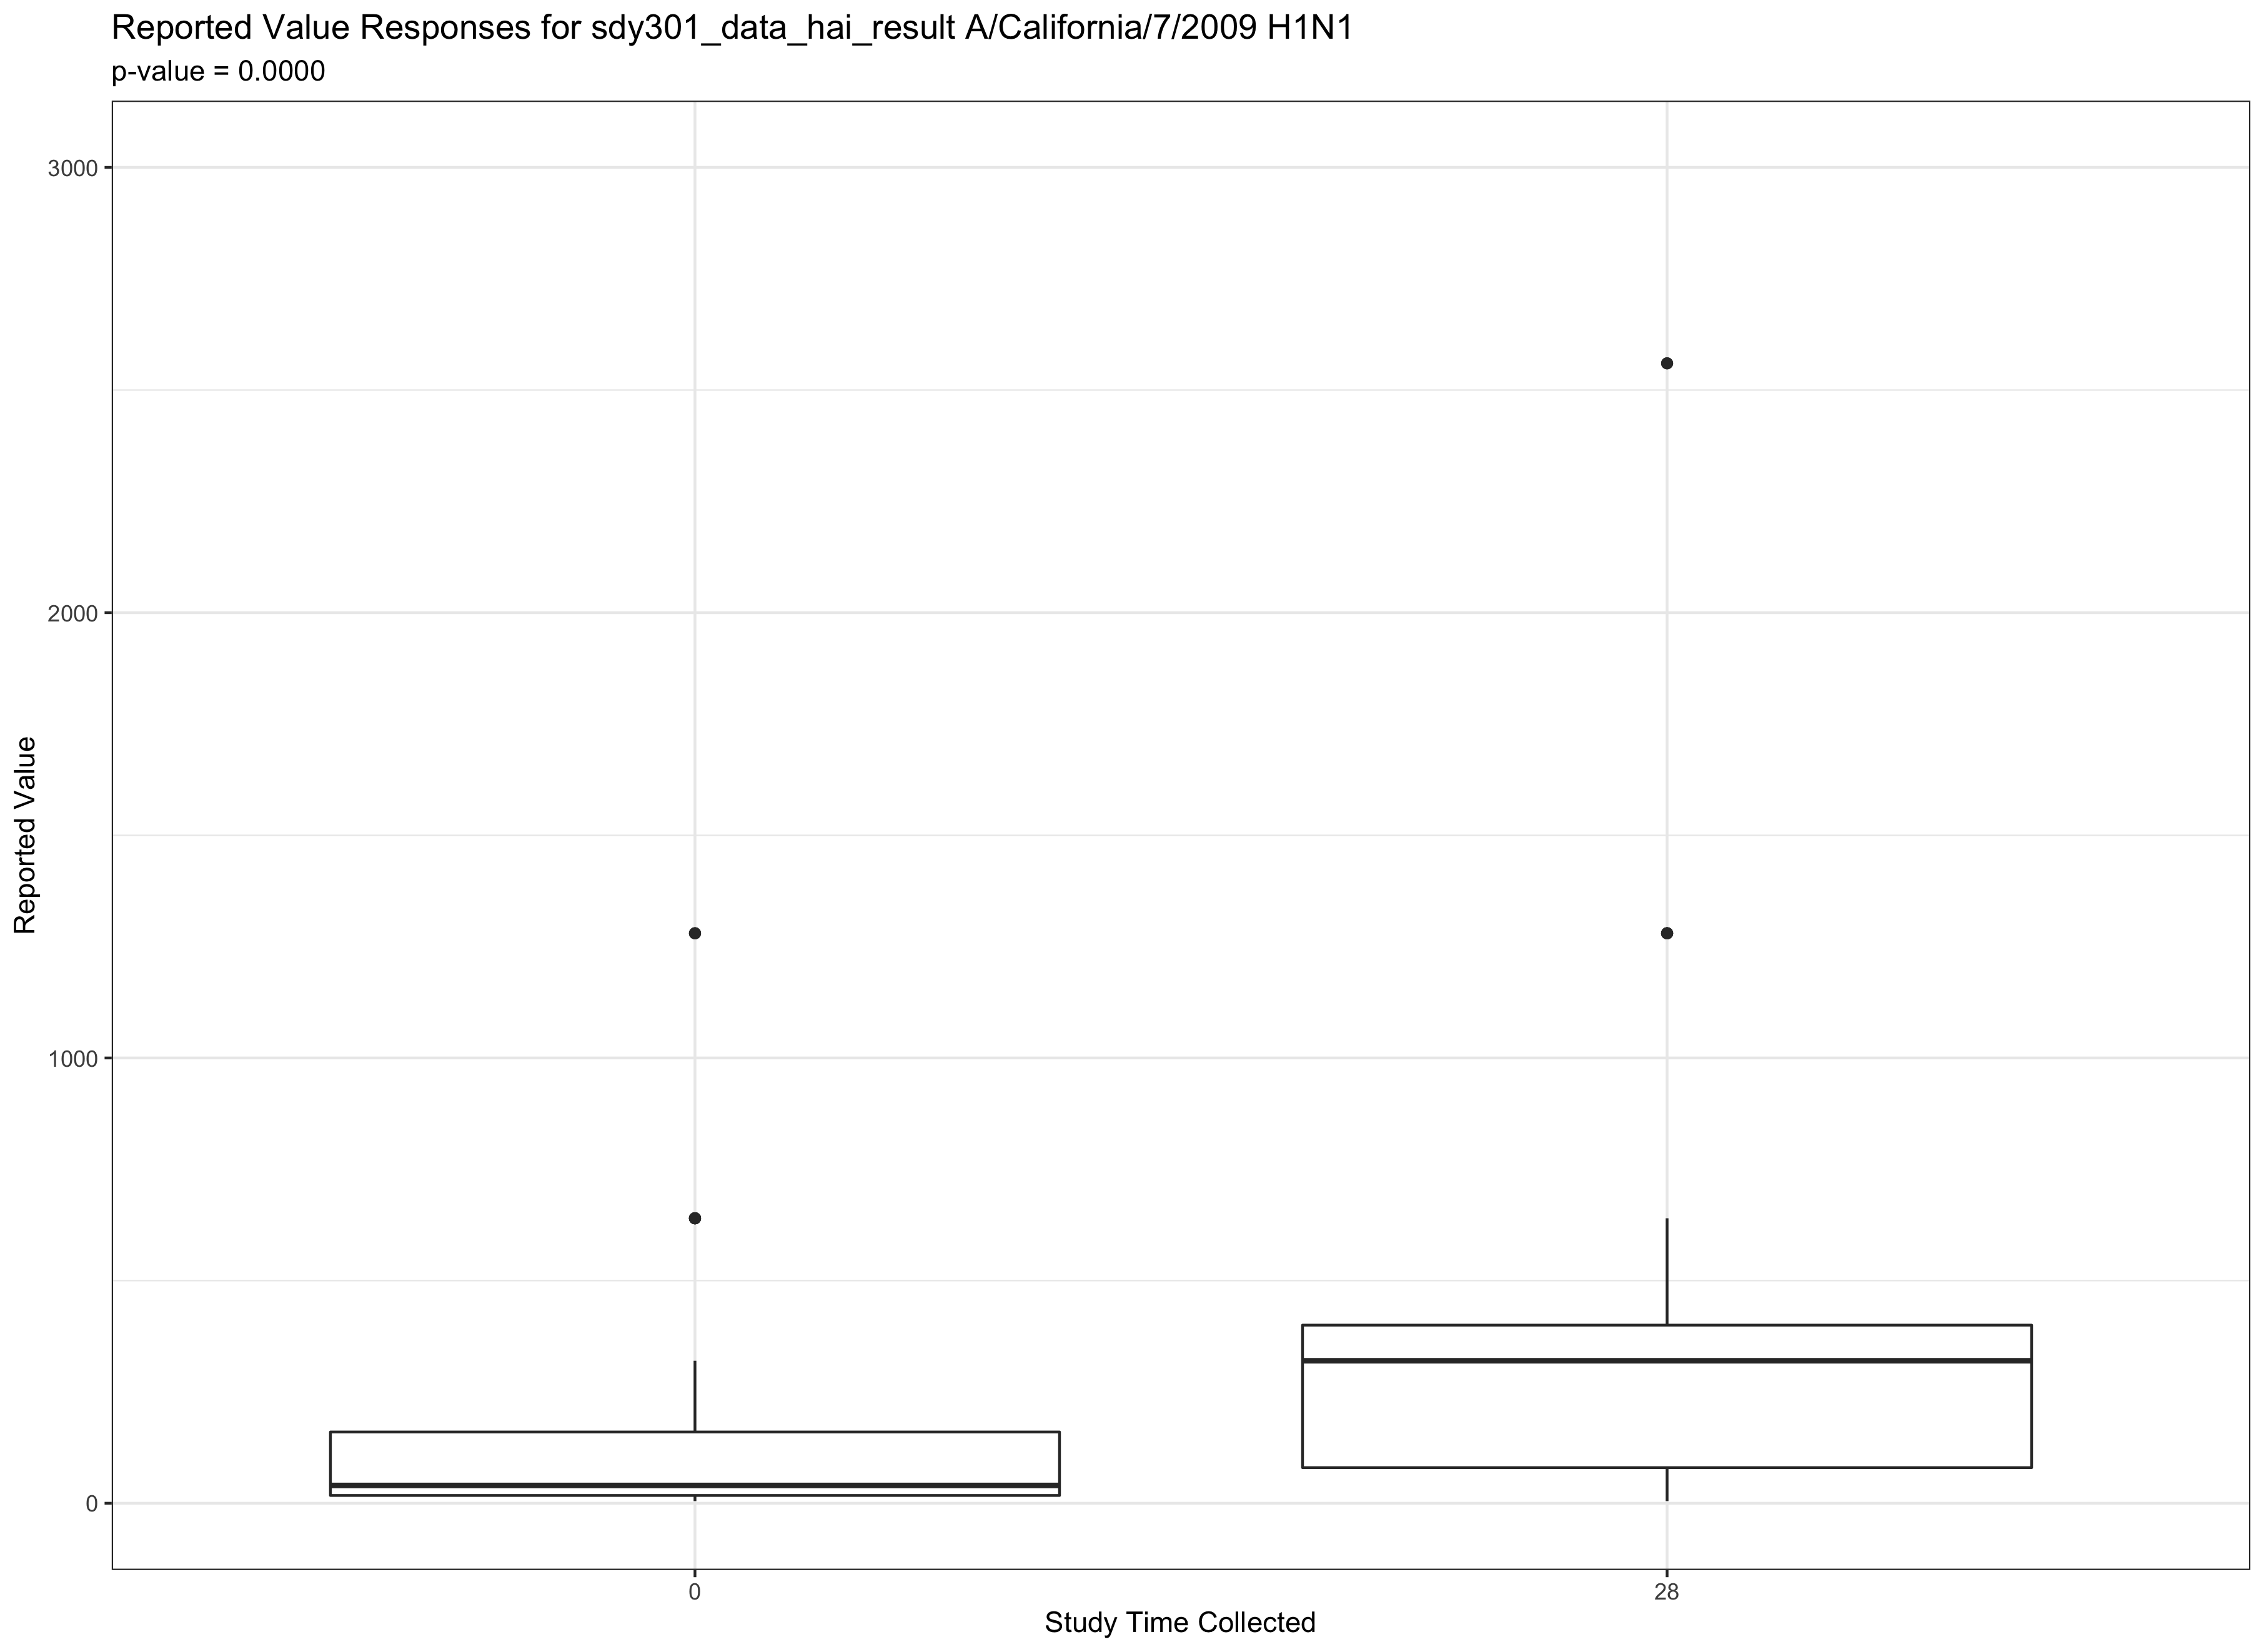 Reported Value Responses for sdy301_data_hai_result A/California/7/2009 H1N1
p-value = 0.0000
3000
2000
1000
0
Reported Value
0 28
Study Time Collected